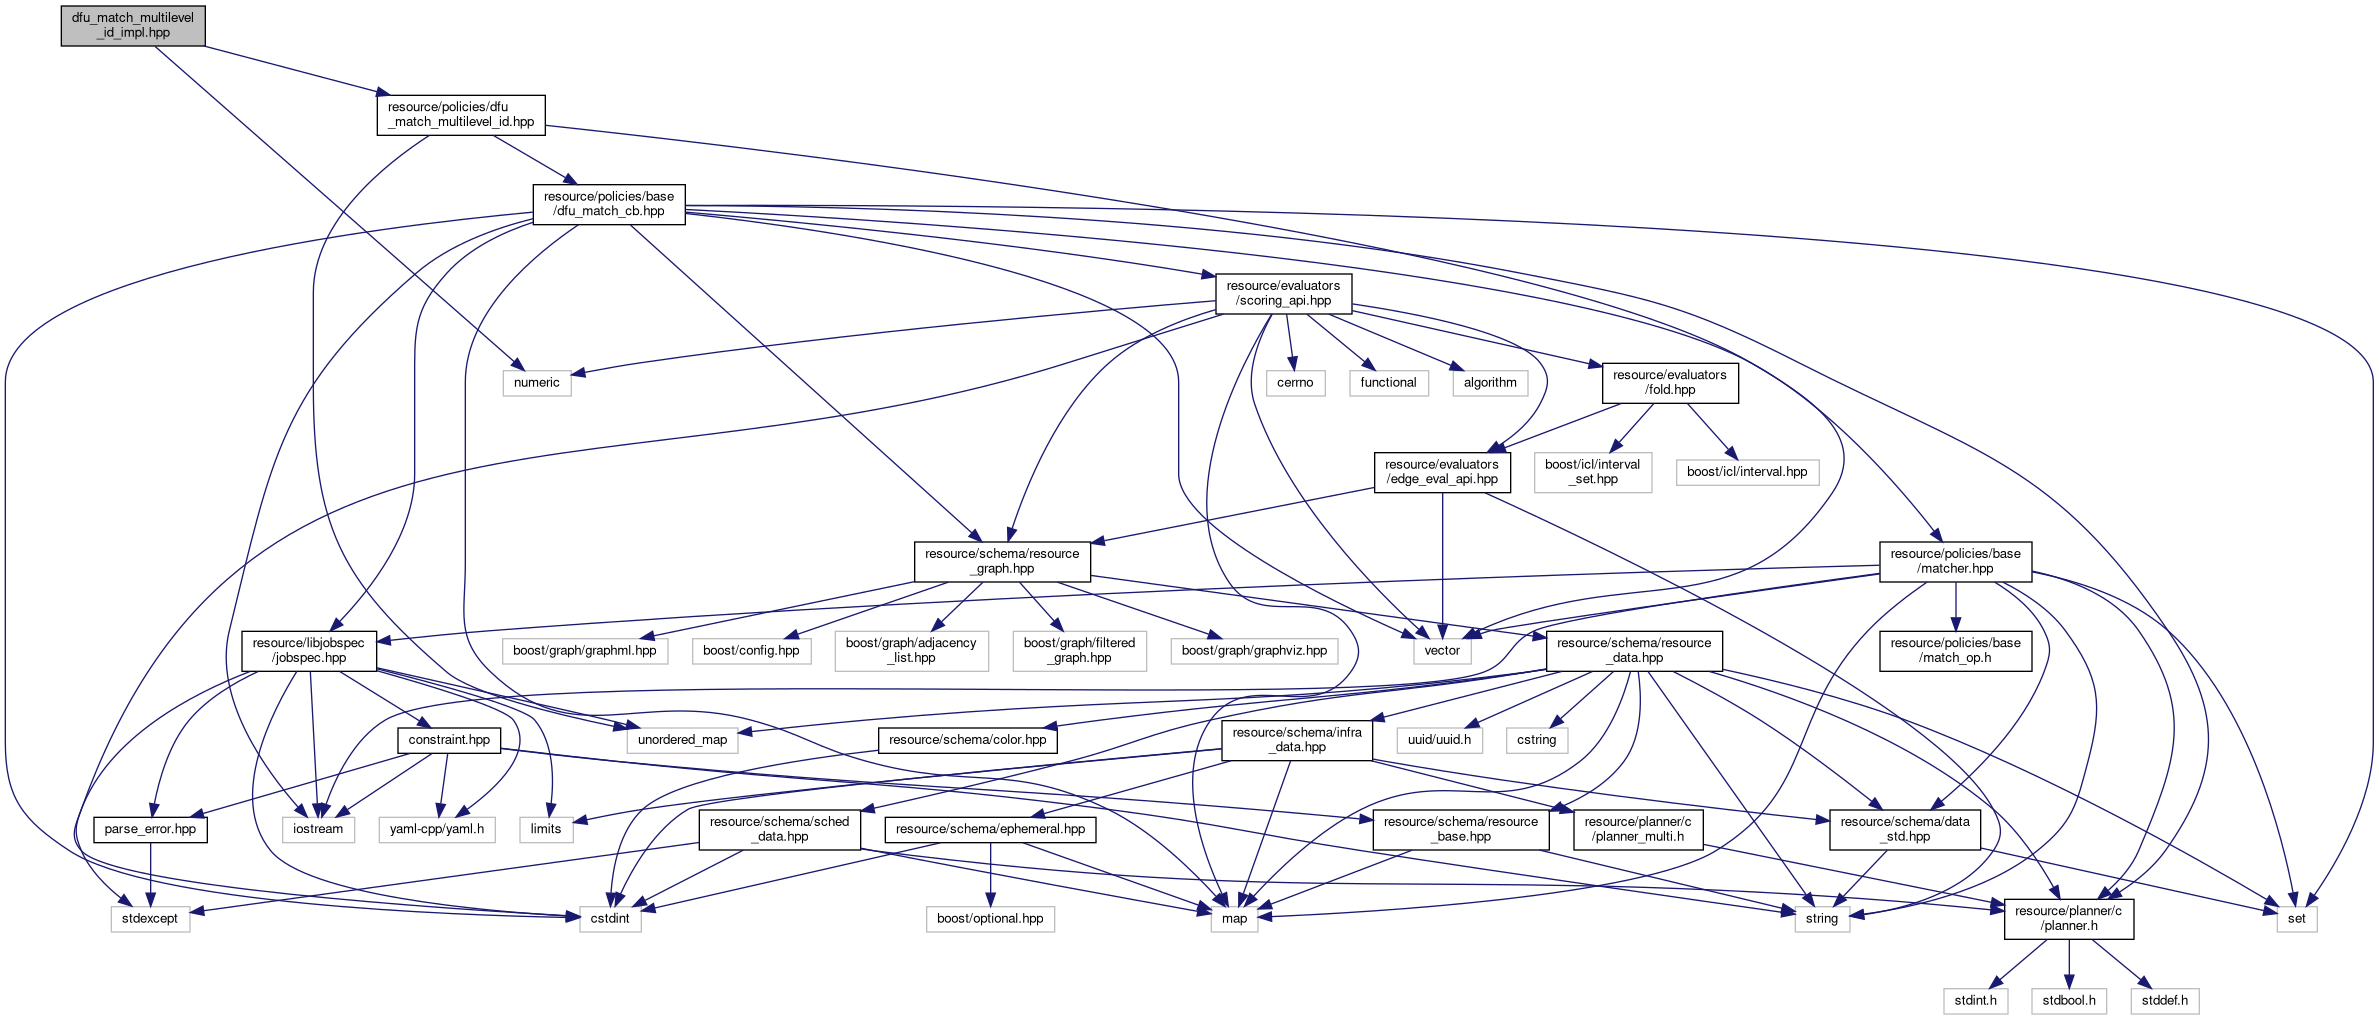 dfu_match_multilevel
_id_impl.hpp
resource/policies/dfu
_match_multilevel_id.hpp
resource/policies/base
/dfu_match_cb.hpp
resource/evaluators
/scoring_api.hpp
numeric
cerrno
functional
algorithm
resource/evaluators
/fold.hpp
resource/evaluators
/edge_eval_api.hpp
boost/icl/interval
_set.hpp
boost/icl/interval.hpp
resource/schema/resource
_graph.hpp
resource/policies/base
/matcher.hpp
resource/libjobspec
/jobspec.hpp
boost/graph/graphml.hpp
boost/config.hpp
boost/graph/adjacency
_list.hpp
boost/graph/filtered
_graph.hpp
boost/graph/graphviz.hpp
vector
resource/schema/resource
_data.hpp
resource/policies/base
/match_op.h
constraint.hpp
unordered_map
resource/schema/color.hpp
resource/schema/infra
_data.hpp
uuid/uuid.h
cstring
parse_error.hpp
iostream
yaml-cpp/yaml.h
limits
resource/schema/sched
_data.hpp
resource/schema/ephemeral.hpp
resource/schema/resource
_base.hpp
resource/planner/c
/planner_multi.h
resource/schema/data
_std.hpp
stdexcept
cstdint
boost/optional.hpp
map
string
resource/planner/c
/planner.h
set
stdint.h
stdbool.h
stddef.h